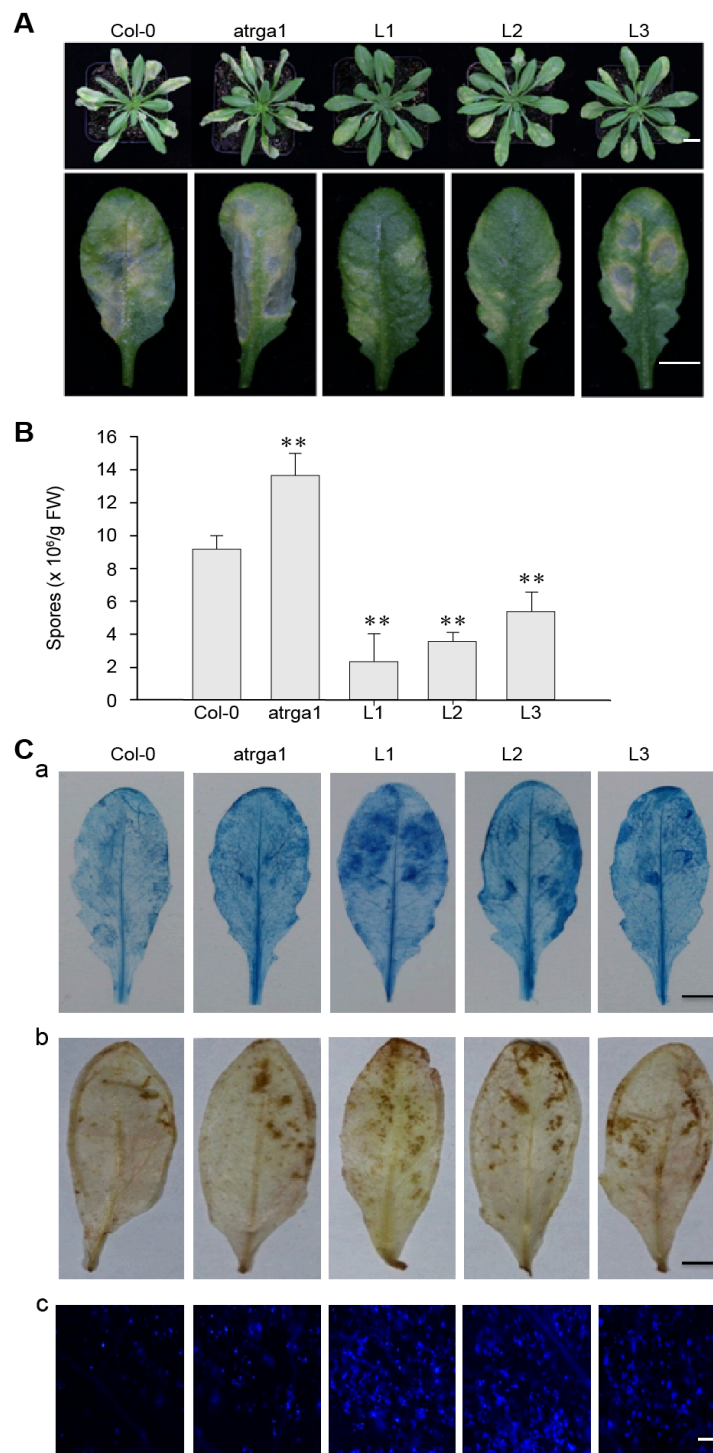 A
Col-0 atrga1 L1 L2 L3
B
Spores (x 10⁶/g FW)
16
14
12
10
8
6
4
2
0
**
**
**
**
Col-0 atrga1 L1 L2 L3
C
Col-0 atrga1 L1 L2 L3
a
b
c